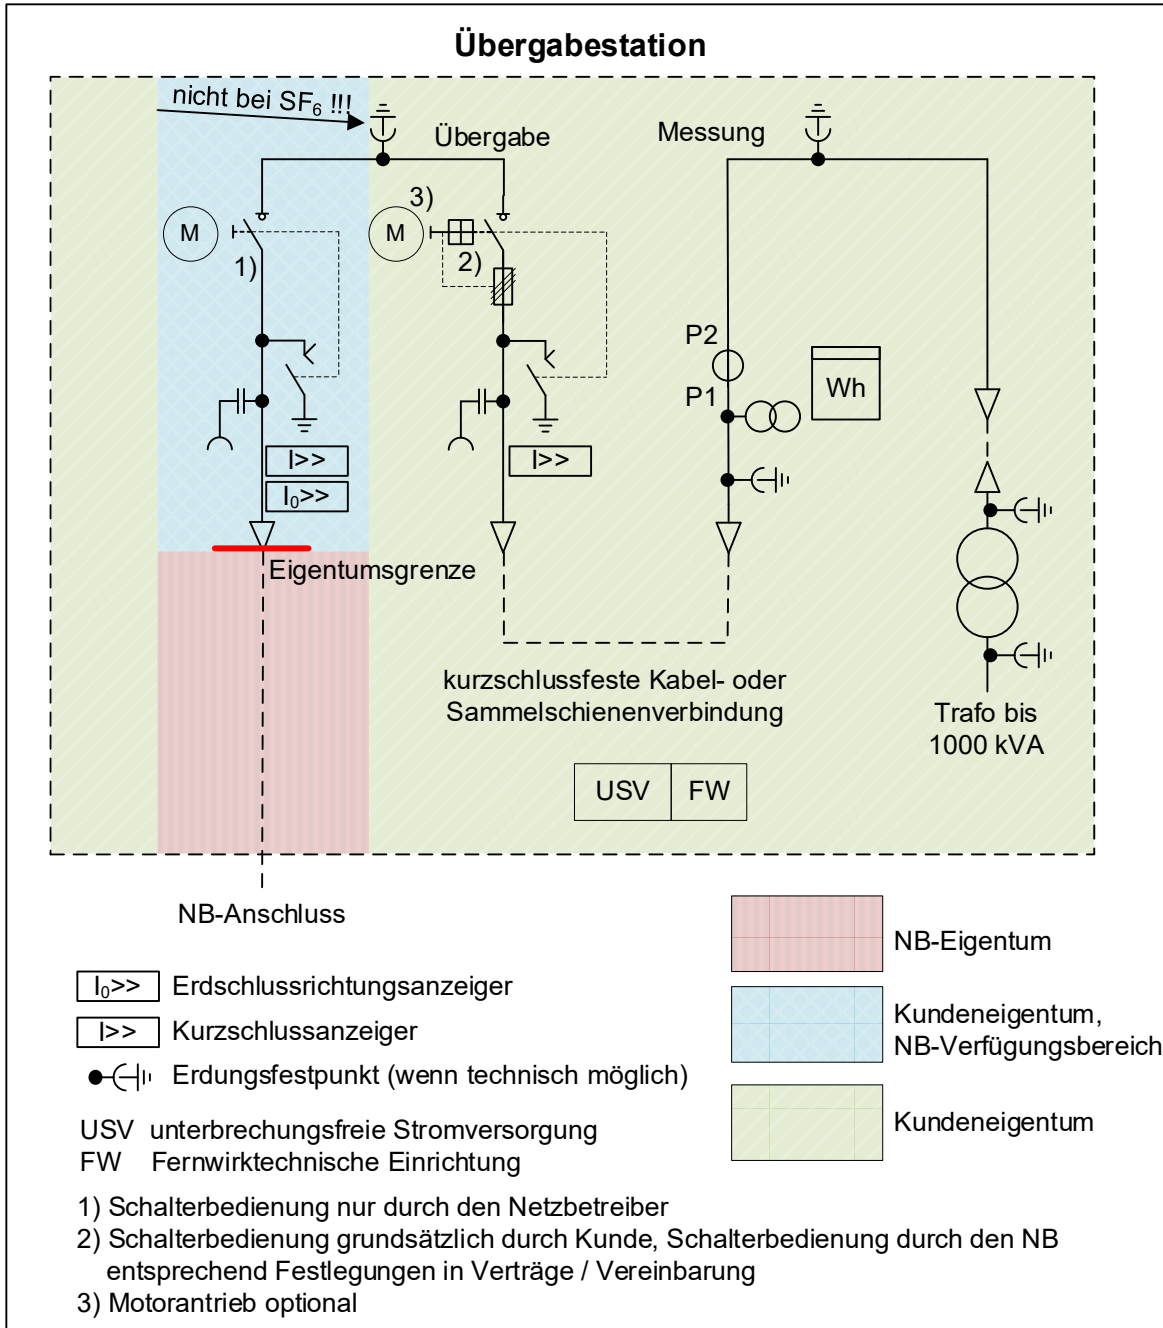 Übergabestation
nicht bei SF₆ !!!
Übergabe
Messung
3)
M
M
1)
2)
P2
P1
Wh
I>>
I₀>>
I>>
Eigentumsgrenze
kurzschlussfeste Kabel- oder
Sammelschienenverbindung
Trafo bis
1000 kVA
USV
FW
NB-Anschluss
NB-Eigentum
I₀>> Erdschlussrichtungsanzeiger
I>> Kurzschlussanzeiger
Kundeneigentum,
NB-Verfügungsbereich
Erdungsfestpunkt (wenn technisch möglich)
Kundeneigentum
USV unterbrechungsfreie Stromversorgung
FW Fernwirktechnische Einrichtung
1) Schalterbedienung nur durch den Netzbetreiber
2) Schalterbedienung grundsätzlich durch Kunde, Schalterbedienung durch den NB
entsprechend Festlegungen in Verträge / Vereinbarung
3) Motorantrieb optional